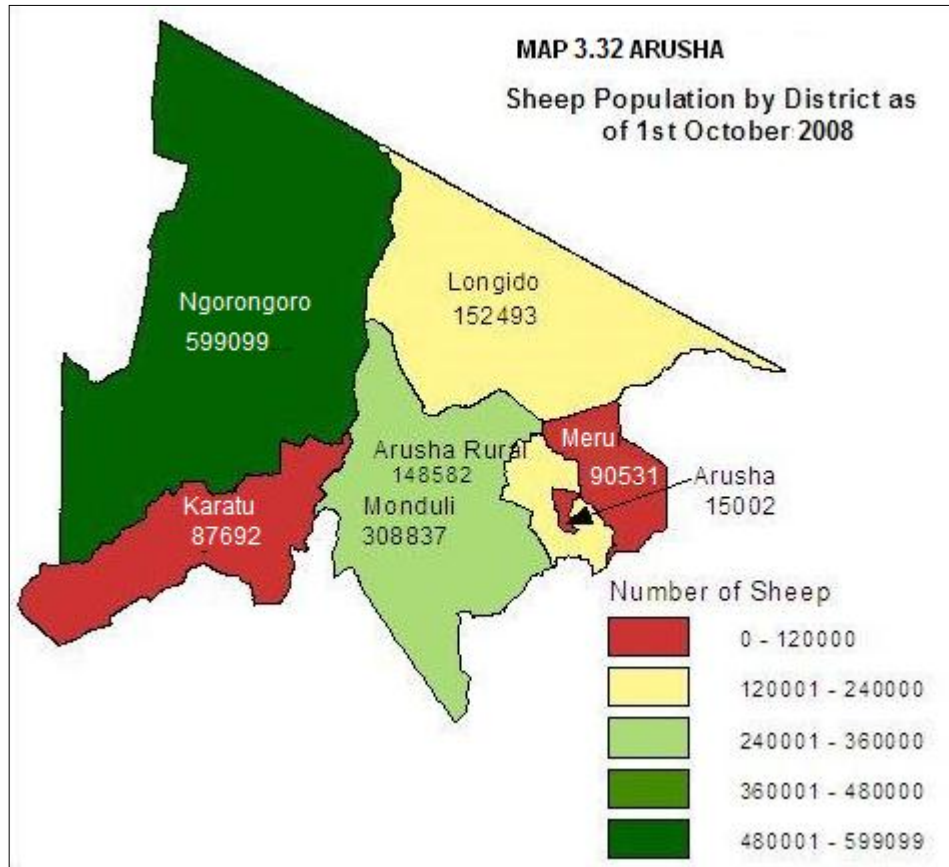 MAP 3.32 ARUSHA
Sheep Population by District as
of 1st October 2008
Longido
152493
Ngorongoro
599099
Meru
90531
Arusha Rural
148582
Arusha
15002
Monduli
308837
Karatu
87692
Number of Sheep
0 - 120000
120001 - 240000
240001 - 360000
360001 - 480000
480001 - 599099